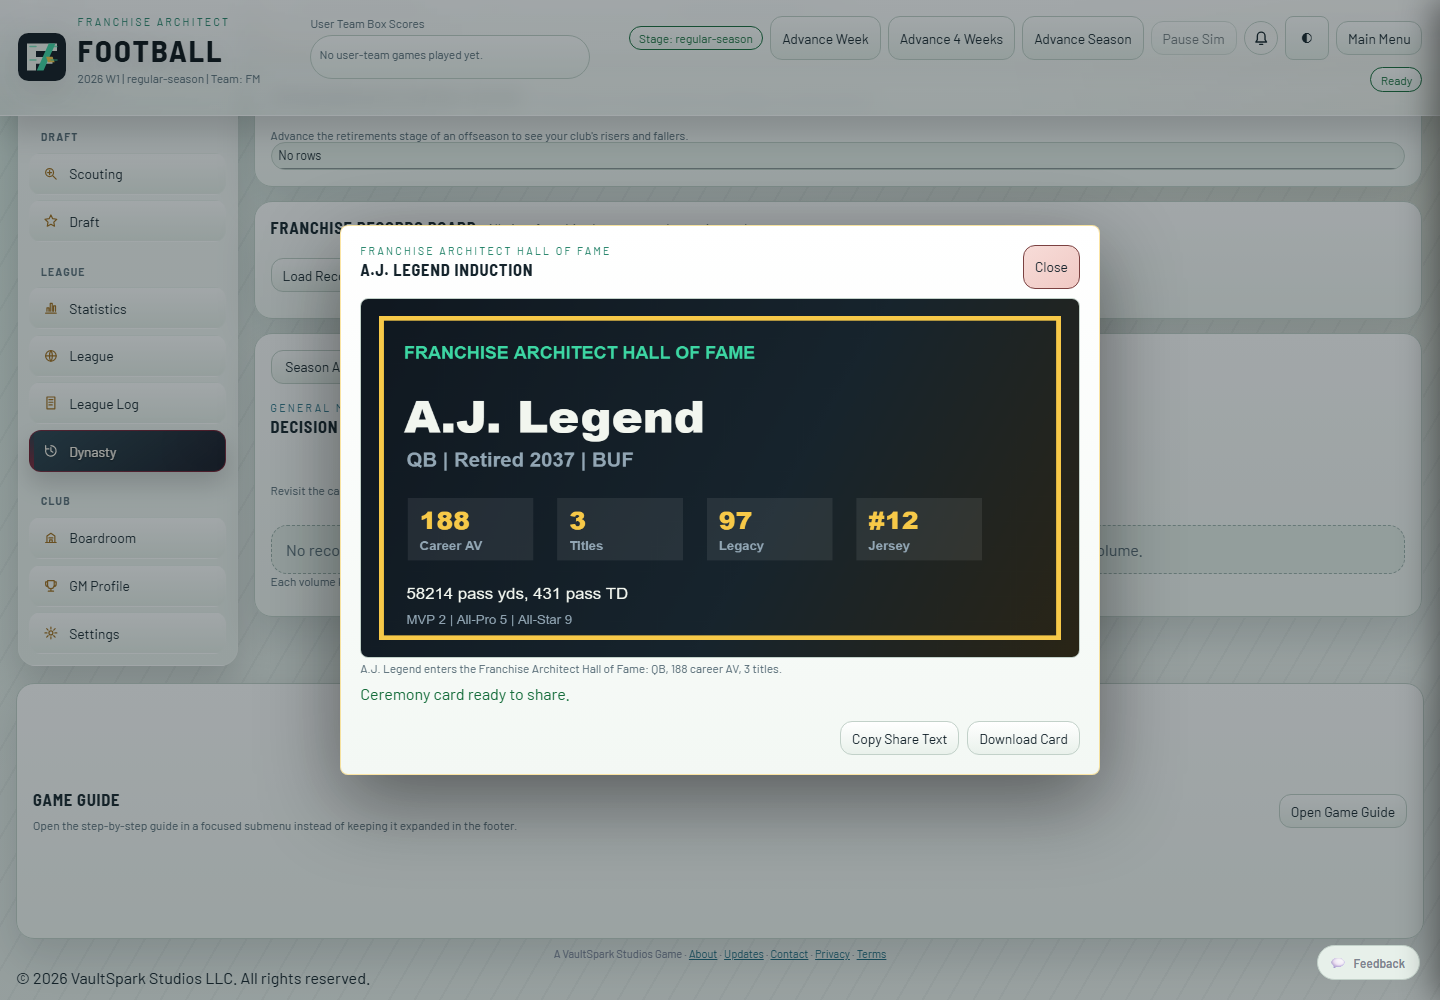 FRANCHISE ARCHITECT
FOOTBALL
2026 W1 | regular-season | Team: FM
User Team Box Scores
No user-team games played yet.
Stage: regular-season
Advance Week
Advance 4 Weeks
Advance Season
Pause Sim
Main Menu
Ready
DRAFT
Scouting
Draft
LEAGUE
Statistics
League
League Log
Dynasty
CLUB
Boardroom
GM Profile
Settings
Advance the retirements stage of an offseason to see your club's risers and fallers.
No rows
FRANCHISE RECORDS BOARD
Load Reco
Season A
GENERAL M
DECISION
Revisit the ca
No reco
olume.
Each volume
FRANCHISE ARCHITECT HALL OF FAME
A.J. LEGEND INDUCTION
Close
FRANCHISE ARCHITECT HALL OF FAME
A.J. Legend
QB | Retired 2037 | BUF
188
Career AV
3
Titles
97
Legacy
#12
Jersey
58214 pass yds, 431 pass TD
MVP 2 | All-Pro 5 | All-Star 9
A.J. Legend enters the Franchise Architect Hall of Fame: QB, 188 career AV, 3 titles.
Ceremony card ready to share.
Copy Share Text
Download Card
GAME GUIDE
Open the step-by-step guide in a focused submenu instead of keeping it expanded in the footer.
Open Game Guide
A VaultSpark Studios Game · About · Updates · Contact · Privacy · Terms
© 2026 VaultSpark Studios LLC. All rights reserved.
Feedback